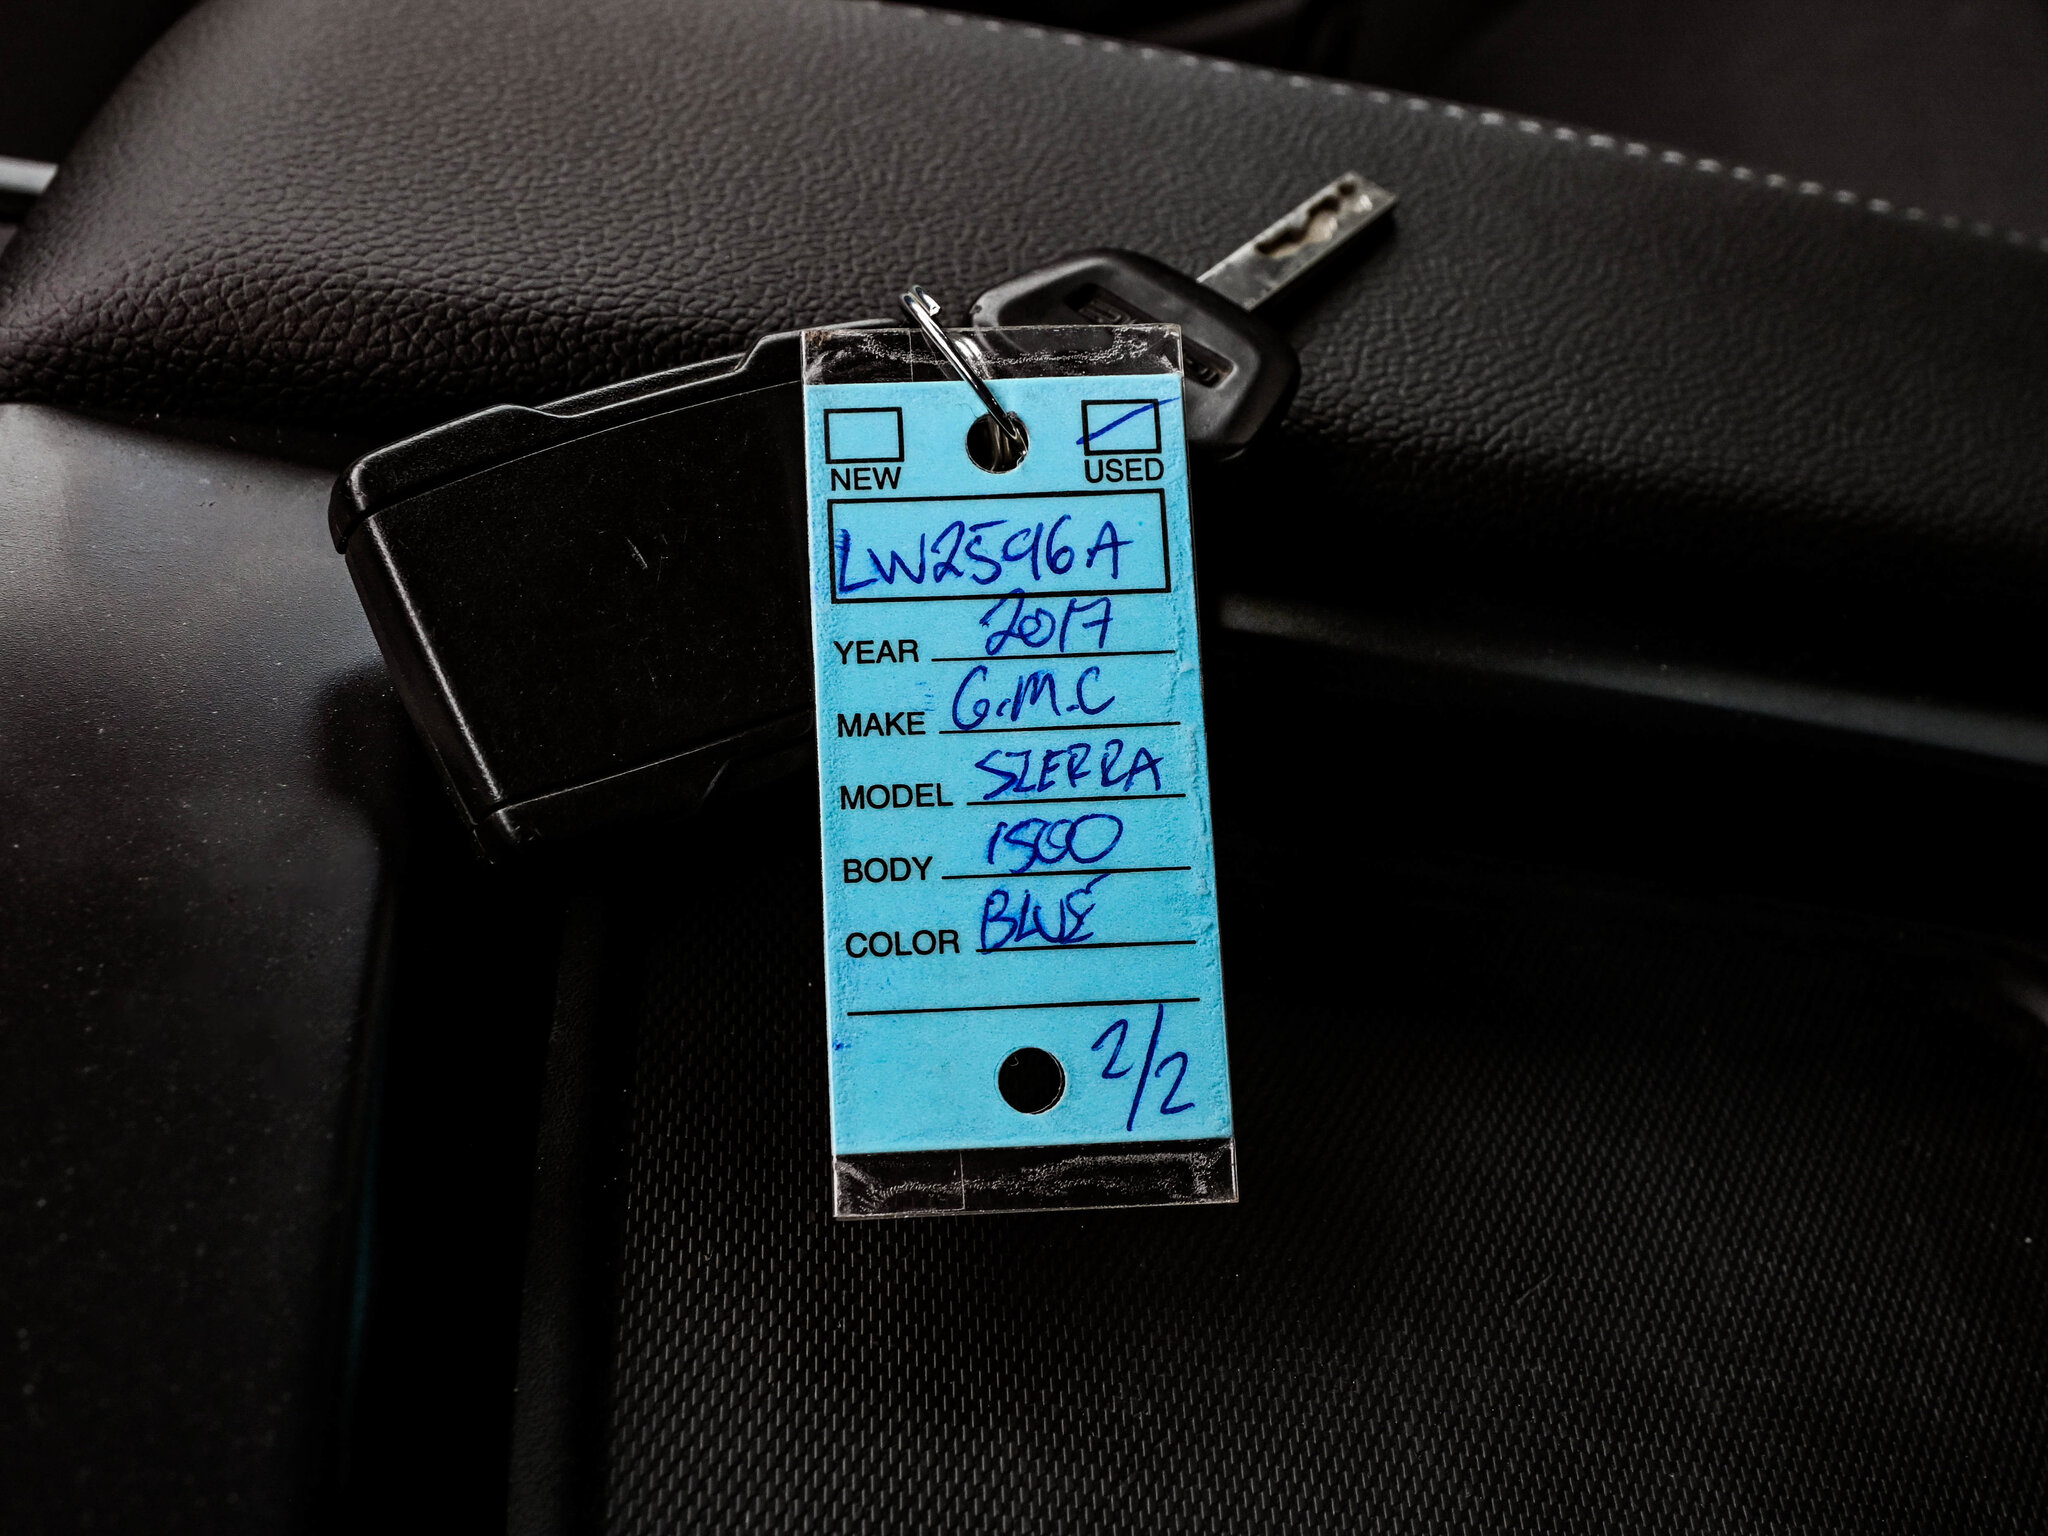 NEW USED
LW2596A
YEAR 2017
MAKE G.M.C
MODEL SIERRA
BODY 1500
COLOR BLUE
2/2